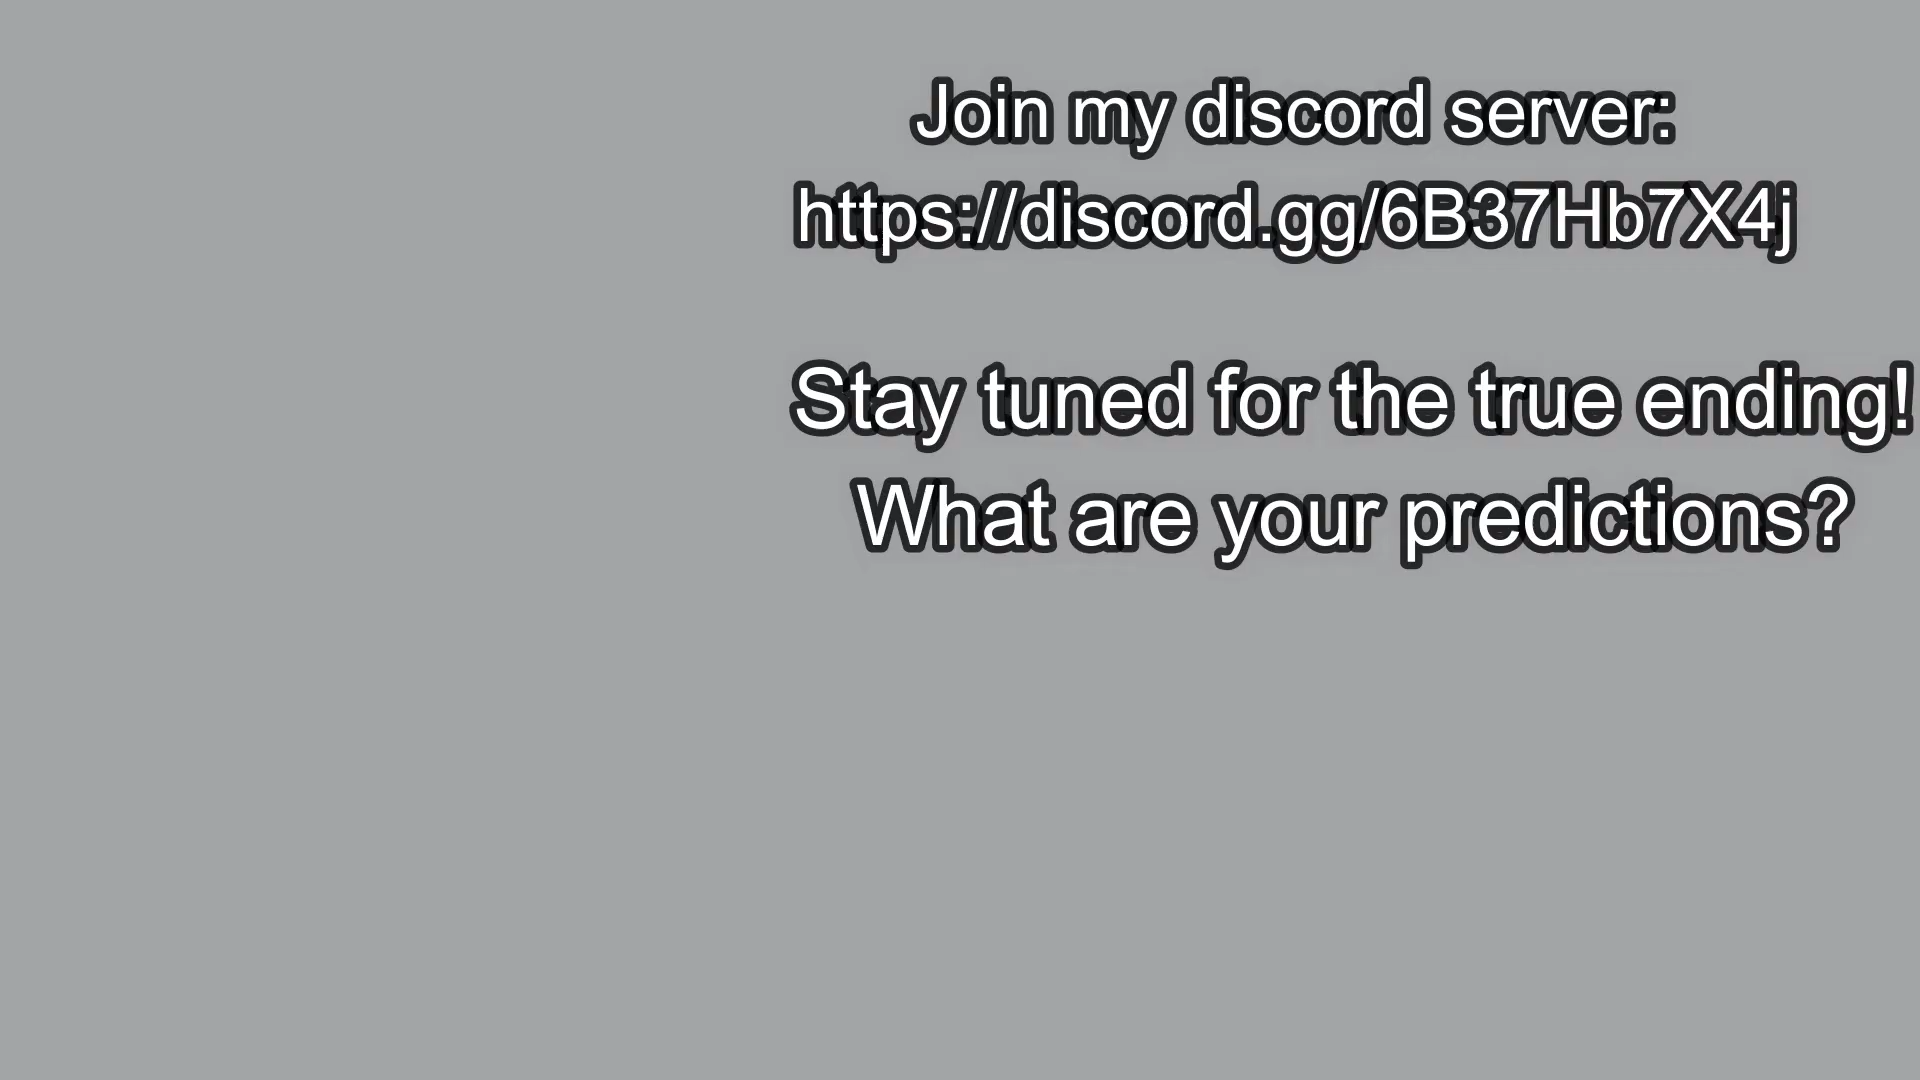 Join my discord server:
https://discord.gg/6B37Hb7X4j
Stay tuned for the true ending!
What are your predictions?